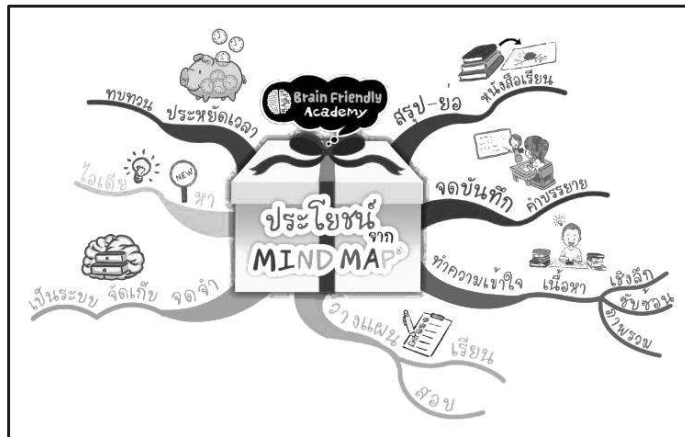 Brain Friendly
Academy
ประโยชน์
จาก
MIND MAP®
สรุป-ย่อ
หนังสือเรียน
จดบันทึก
คำบรรยาย
ทำความเข้าใจ
เนื้อหา
เชิงลึก
ซับซ้อน
ภาพรวม
วางแผน
เรียน
สอบ
จดจำ
จัดเก็บ
เป็นระบบ
หา
NEW
ไอเดีย
ประหยัดเวลา
ทบทวน